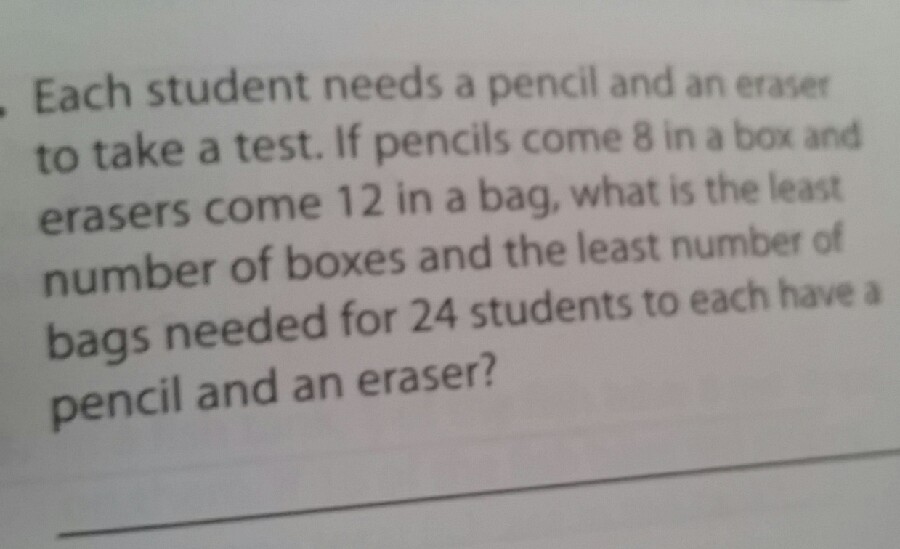 . Each student needs a pencil and an eraser
to take a test. If pencils come 8 in a box and
erasers come 12 in a bag, what is the least
number of boxes and the least number of
bags needed for 24 students to each have a
pencil and an eraser?